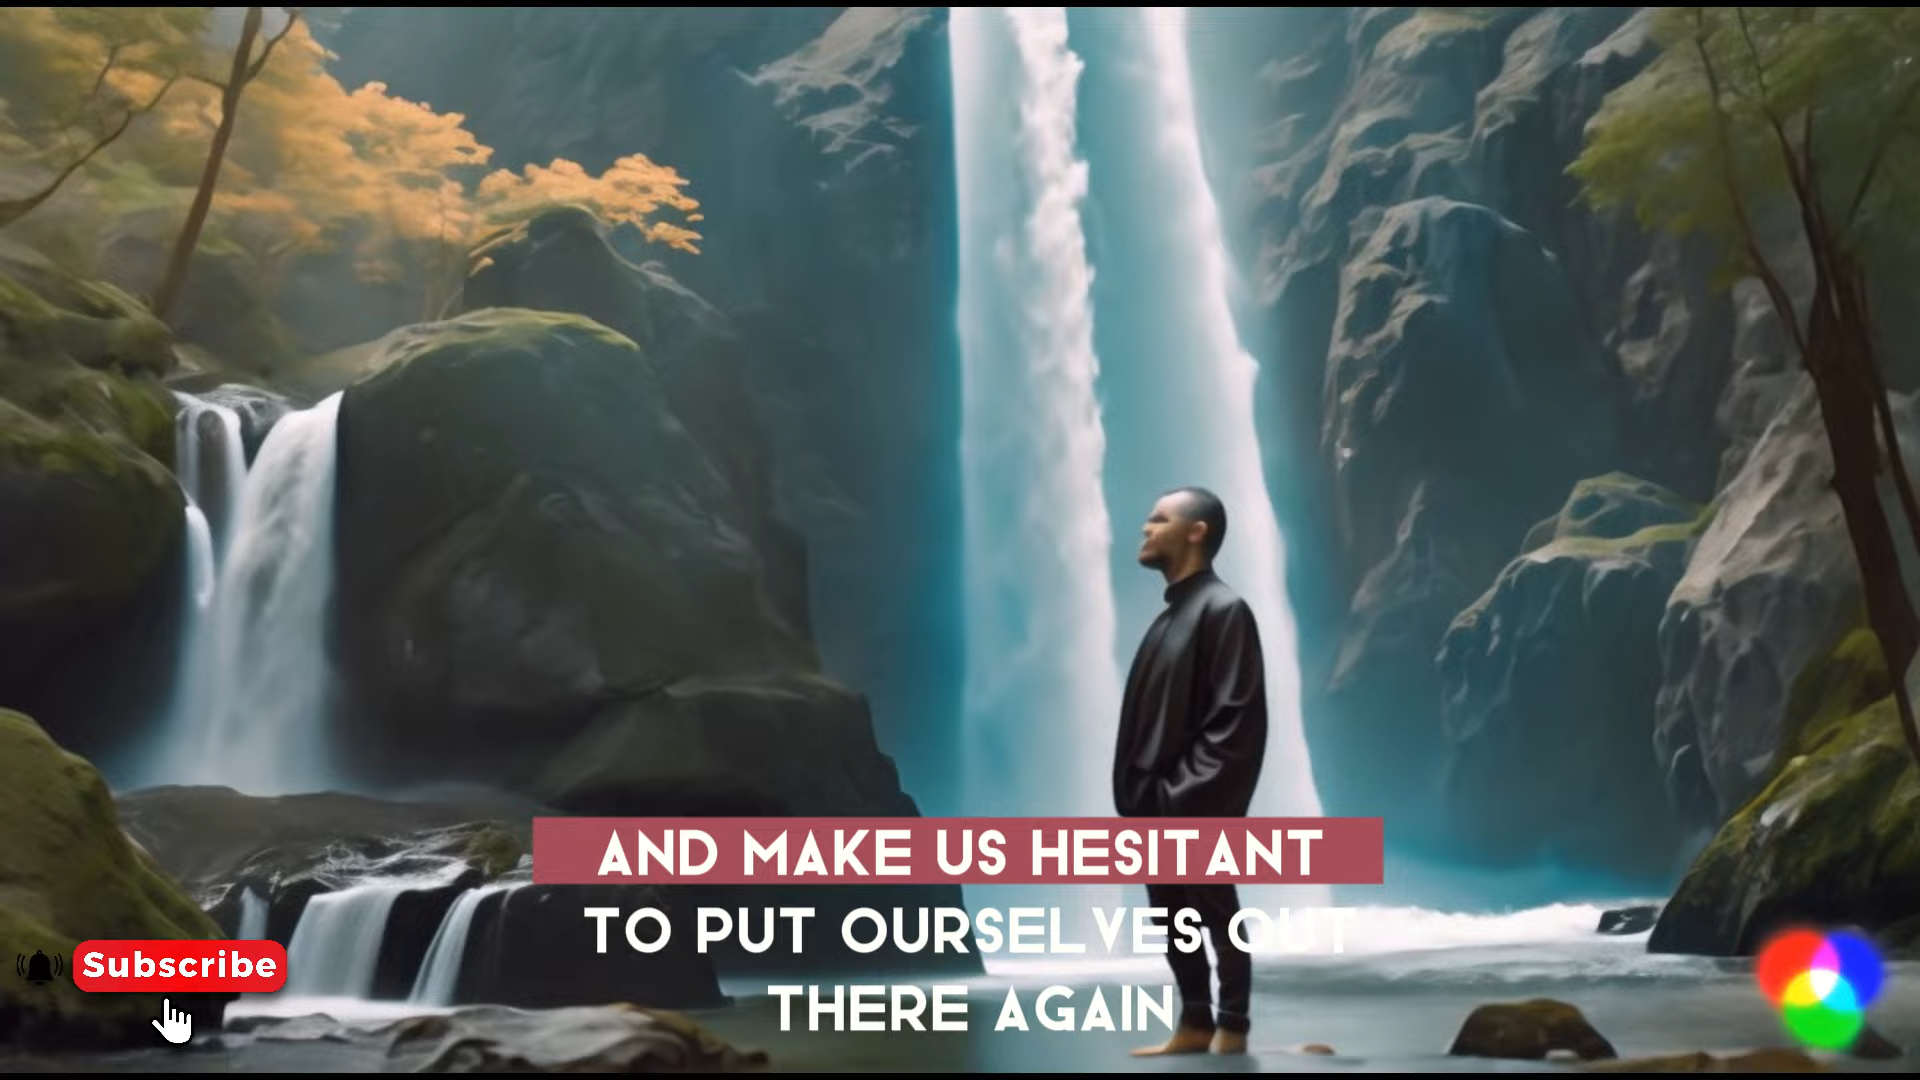 AND MAKE US HESITANT
TO PUT OURSELVES OUT
THERE AGAIN
Subscribe